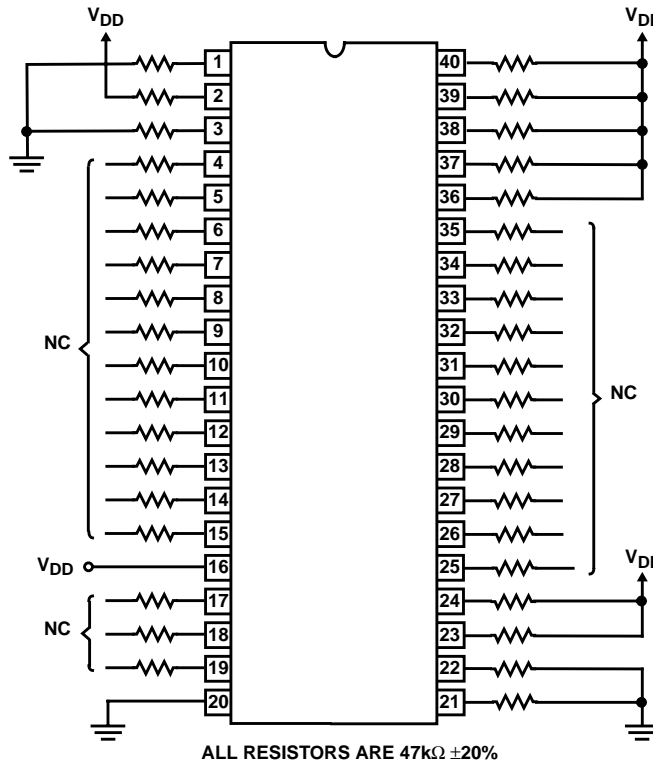 VDD
VDD
1 40
2 39
3 38
4 37
5 36
6 35
7 34
8 33
9 32
NC 10 31
11 30 NC
12 29
13 28
14 27
15 26
VDD 16 25
VDD
17 24
NC 18 23
19 22
20 21
ALL RESISTORS ARE 47kΩ ±20%